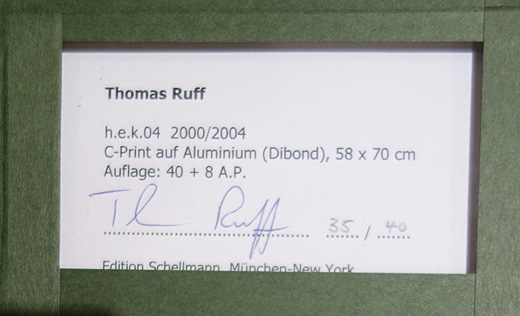 Thomas Ruff
h.e.k.04 2000/2004
C-Print auf Aluminium (Dibond), 58 x 70 cm
Auflage: 40 + 8 A.P.
Th Ruff 35 / 40
Edition Schellmann, München-New York